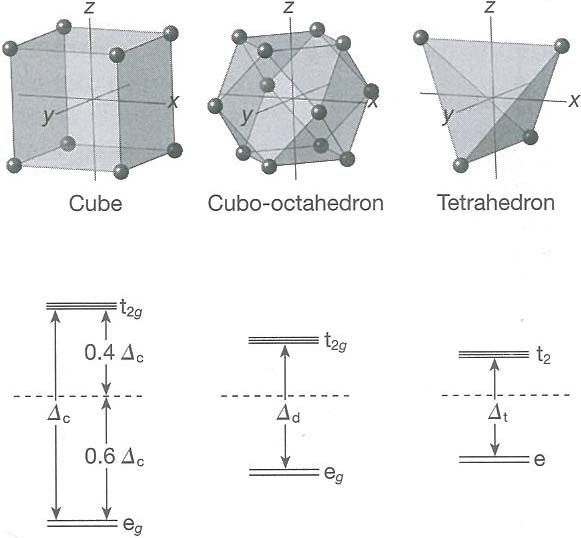 z z z
x x x
y y y
Cube Cubo-octahedron Tetrahedron
t2g
0.4 Δc
t2g
t2
Δc Δd Δt
0.6 Δc
e
eg
eg